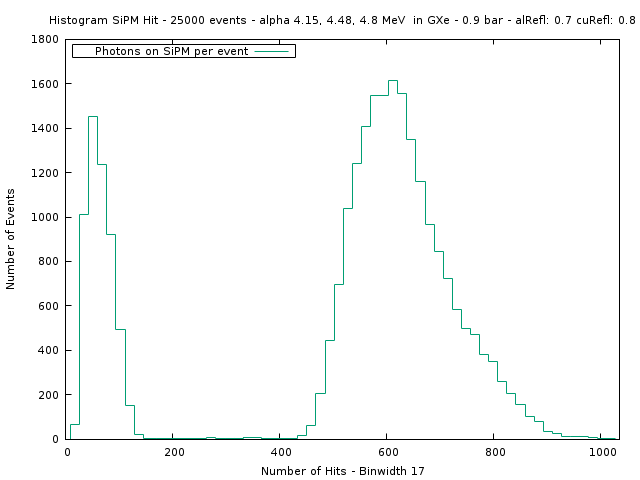 Histogram SiPM Hit - 25000 events - alpha 4.15, 4.48, 4.8 MeV  in GXe - 0.9 bar - alRefl: 0.7 cuRefl: 0.8
Photons on SiPM per event
1800
1600
1400
1200
1000
800
600
400
200
0
Number of Events
0 200 400 600 800 1000
Number of Hits - Binwidth 17